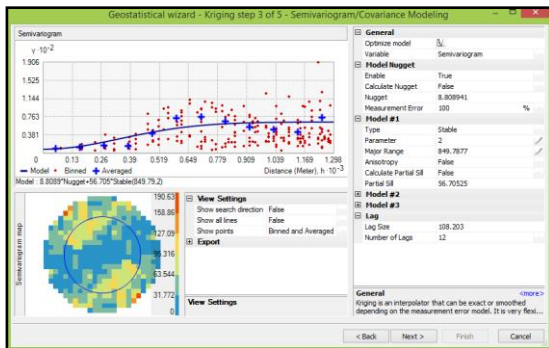 Geostatistical wizard - Kriging step 3 of 5 - Semivariogram/Covariance Modeling
Semivariogram
γ ·10⁻²
1.906
1.525
1.144
0.763
0.381
0 0.13 0.26 0.39 0.519 0.649 0.779 0.909 1.039 1.168 1.298
Distance (Meter), h ·10⁻³
Model Binned Averaged
Model : 8.8089*Nugget+56.705*Stable(849.79,2)
Semivariogram map
190.63
158.86
127.09
95.316
63.544
31.772
0
View Settings
Show search direction False
Show all lines False
Show points Binned and Averaged
Export
View Settings
General
Optimize model
Variable Semivariogram
Model Nugget
Enable True
Calculate Nugget False
Nugget 8.808941
Measurement Error 100 %
Model #1
Type Stable
Parameter 2
Major Range 849.7877
Anisotropy False
Calculate Partial Sill False
Partial Sill 56.70525
Model #2
Model #3
Lag
Lag Size 108.203
Number of Lags 12
General <more>
Kriging is an interpolator that can be exact or smoothed
depending on the measurement error model. It is very flexi...
< Back Next > Finish Cancel